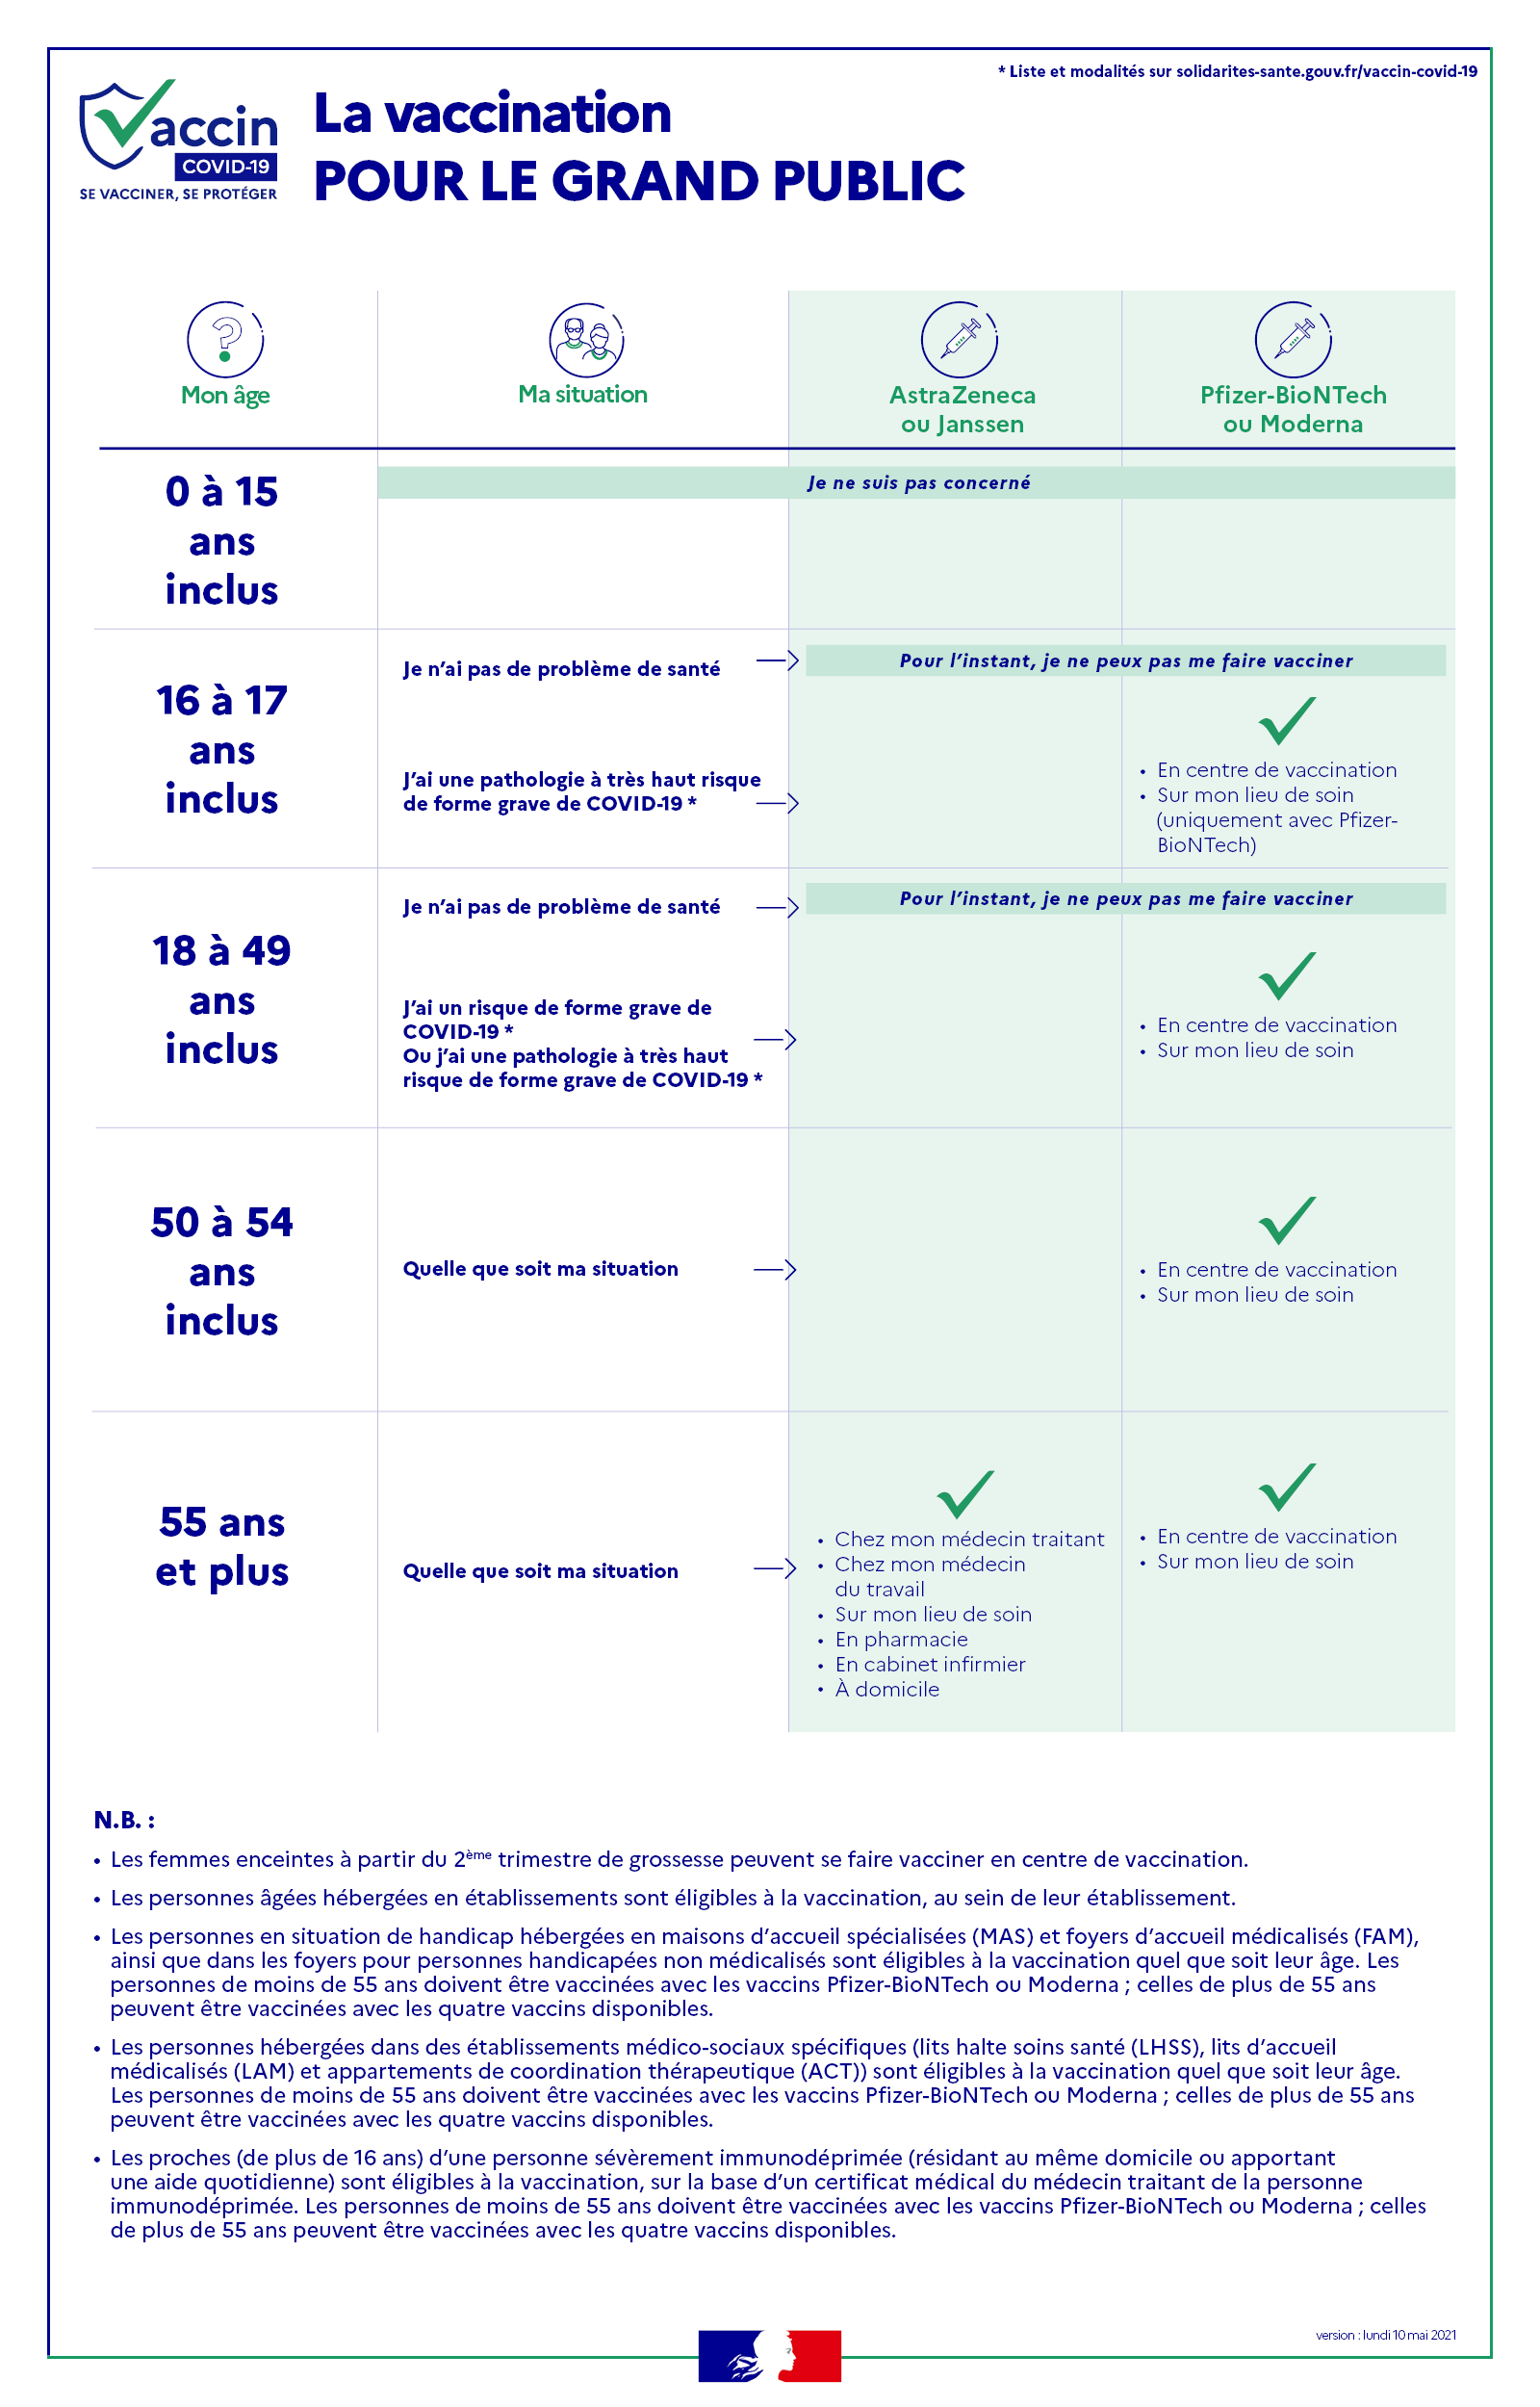 * Liste et modalités sur solidarites-sante.gouv.fr/vaccin-covid-19
Vaccin
COVID-19
SE VACCINER, SE PROTÉGER
La vaccination
POUR LE GRAND PUBLIC
Mon âge
Ma situation
AstraZeneca
ou Janssen
Pfizer-BioNTech
ou Moderna
0 à 15
ans
inclus
Je ne suis pas concerné
16 à 17
ans
inclus
Je n’ai pas de problème de santé
Pour l’instant, je ne peux pas me faire vacciner
J’ai une pathologie à très haut risque
de forme grave de COVID-19 *
• En centre de vaccination
• Sur mon lieu de soin
(uniquement avec Pfizer-
BioNTech)
18 à 49
ans
inclus
Je n’ai pas de problème de santé
Pour l’instant, je ne peux pas me faire vacciner
J’ai un risque de forme grave de
COVID-19 *
Ou j’ai une pathologie à très haut
risque de forme grave de COVID-19 *
• En centre de vaccination
• Sur mon lieu de soin
50 à 54
ans
inclus
Quelle que soit ma situation
• En centre de vaccination
• Sur mon lieu de soin
55 ans
et plus
Quelle que soit ma situation
• Chez mon médecin traitant
• Chez mon médecin
du travail
• Sur mon lieu de soin
• En pharmacie
• En cabinet infirmier
• À domicile
• En centre de vaccination
• Sur mon lieu de soin
N.B. :
• Les femmes enceintes à partir du 2ème trimestre de grossesse peuvent se faire vacciner en centre de vaccination.
• Les personnes âgées hébergées en établissements sont éligibles à la vaccination, au sein de leur établissement.
• Les personnes en situation de handicap hébergées en maisons d’accueil spécialisées (MAS) et foyers d’accueil médicalisés (FAM),
ainsi que dans les foyers pour personnes handicapées non médicalisés sont éligibles à la vaccination quel que soit leur âge. Les
personnes de moins de 55 ans doivent être vaccinées avec les vaccins Pfizer-BioNTech ou Moderna ; celles de plus de 55 ans
peuvent être vaccinées avec les quatre vaccins disponibles.
• Les personnes hébergées dans des établissements médico-sociaux spécifiques (lits halte soins santé (LHSS), lits d’accueil
médicalisés (LAM) et appartements de coordination thérapeutique (ACT)) sont éligibles à la vaccination quel que soit leur âge.
Les personnes de moins de 55 ans doivent être vaccinées avec les vaccins Pfizer-BioNTech ou Moderna ; celles de plus de 55 ans
peuvent être vaccinées avec les quatre vaccins disponibles.
• Les proches (de plus de 16 ans) d’une personne sévèrement immunodéprimée (résidant au même domicile ou apportant
une aide quotidienne) sont éligibles à la vaccination, sur la base d’un certificat médical du médecin traitant de la personne
immunodéprimée. Les personnes de moins de 55 ans doivent être vaccinées avec les vaccins Pfizer-BioNTech ou Moderna ; celles
de plus de 55 ans peuvent être vaccinées avec les quatre vaccins disponibles.
version : lundi 10 mai 2021